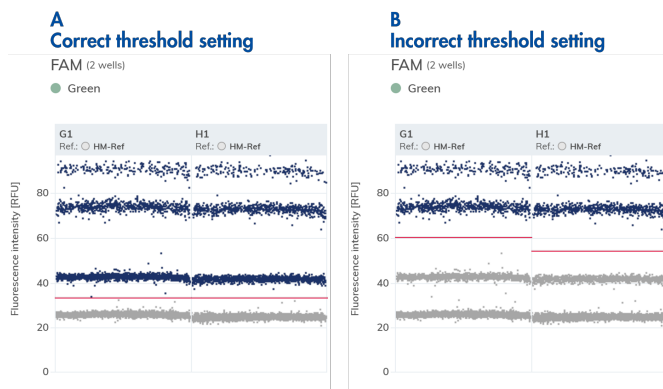 A
Correct threshold setting
FAM (2 wells)
Green
G1
Ref.: HM-Ref
H1
Ref.: HM-Ref
Fluorescence intensity [RFU]
80
60
40
20
0
B
Incorrect threshold setting
FAM (2 wells)
Green
G1
Ref.: HM-Ref
H1
Ref.: HM-Ref
Fluorescence intensity [RFU]
80
60
40
20
0